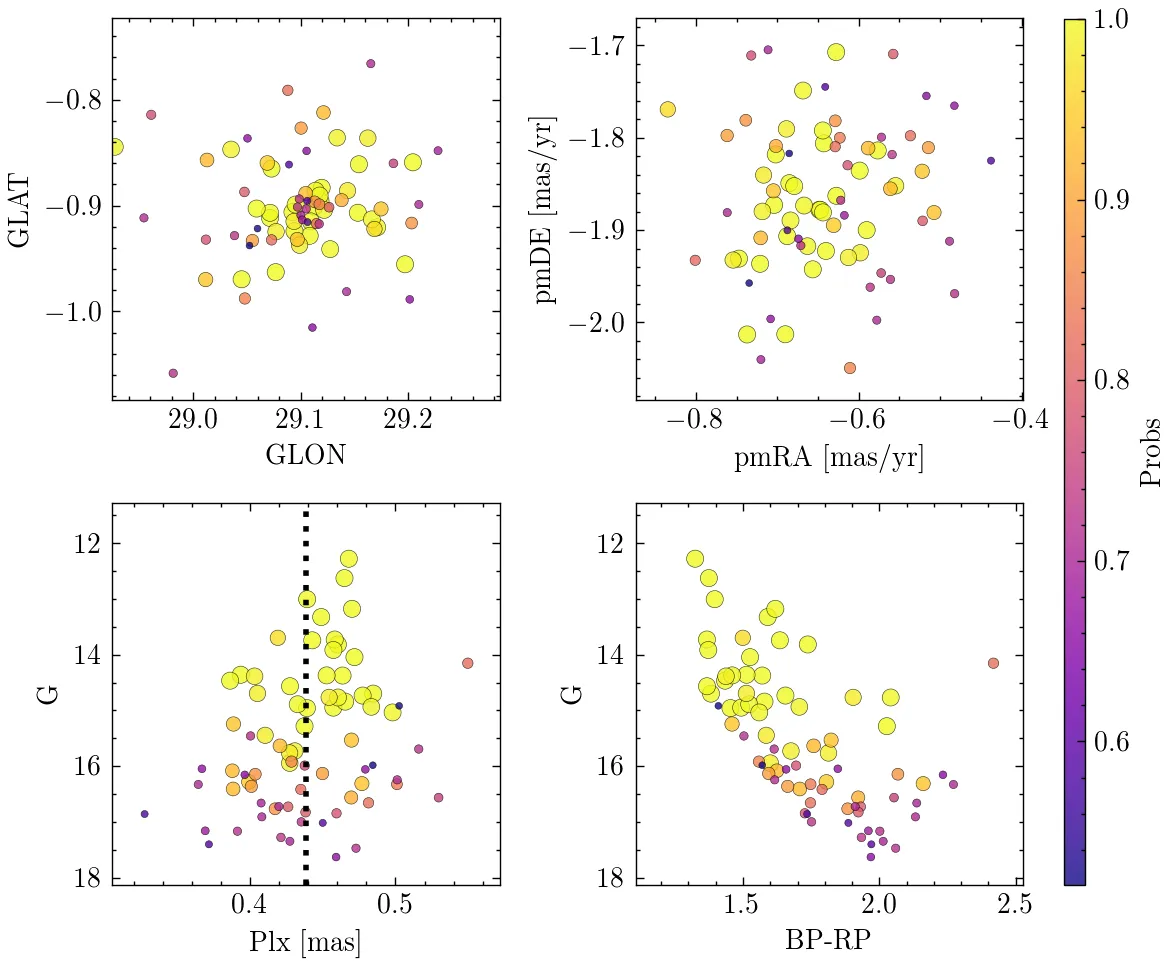 −0.8
−0.9
−1.0
GLAT
29.0 29.1 29.2
GLON
−1.7
−1.8
−1.9
−2.0
pmDE [mas/yr]
−0.8 −0.6 −0.4
pmRA [mas/yr]
12
14
16
18
G
0.4 0.5
Plx [mas]
12
14
16
18
G
1.5 2.0 2.5
BP-RP
1.0
0.9
0.8
0.7
0.6
Probs